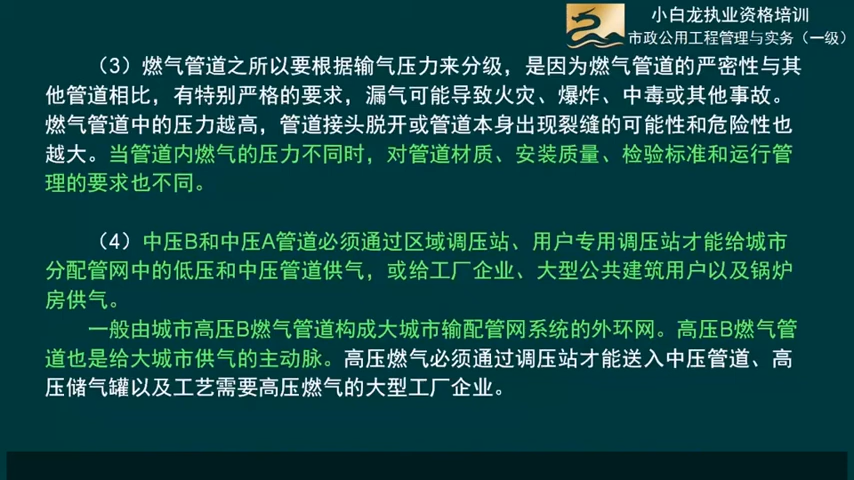 小白龙执业资格培训
市政公用工程管理与实务（一级）
（3）燃气管道之所以要根据输气压力来分级，是因为燃气管道的严密性与其
他管道相比，有特别严格的要求，漏气可能导致火灾、爆炸、中毒或其他事故。
燃气管道中的压力越高，管道接头脱开或管道本身出现裂缝的可能性和危险性也
越大。当管道内燃气的压力不同时，对管道材质、安装质量、检验标准和运行管
理的要求也不同。
（4）中压B和中压A管道必须通过区域调压站、用户专用调压站才能给城市
分配管网中的低压和中压管道供气，或给工厂企业、大型公共建筑用户以及锅炉
房供气。
一般由城市高压B燃气管道构成大城市输配管网系统的外环网。高压B燃气管
道也是给大城市供气的主动脉。高压燃气必须通过调压站才能送入中压管道、高
压储气罐以及工艺需要高压燃气的大型工厂企业。